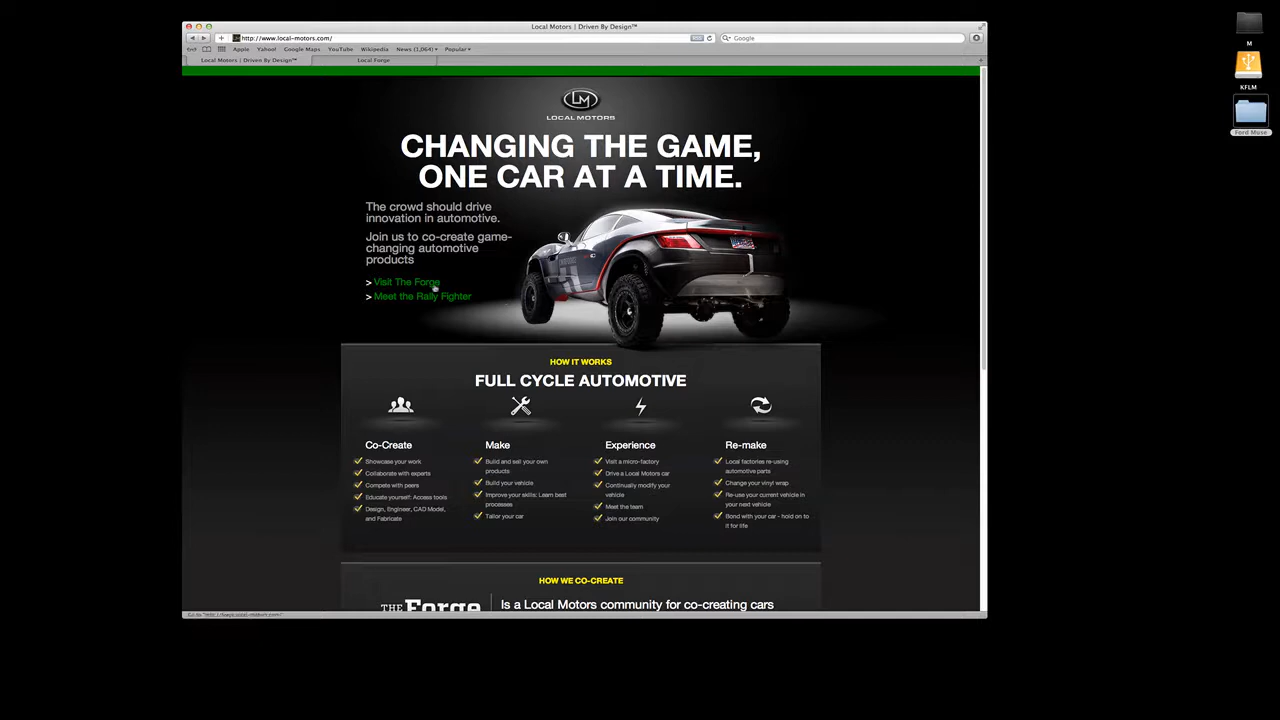 Local Motors | Driven By Design™
http://www.local-motors.com/
Google
Apple
Yahoo!
Google Maps
YouTube
Wikipedia
News (1,064)
Popular
Local Motors | Driven By Design™
Local Forge
M
KFLM
Ford Muse
LM
LOCAL MOTORS
CHANGING THE GAME,
ONE CAR AT A TIME.
The crowd should drive
innovation in automotive.
Join us to co-create game-
changing automotive
products
> Visit The Forge
> Meet the Rally Fighter
HOW IT WORKS
FULL CYCLE AUTOMOTIVE
Co-Create
Showcase your work
Collaborate with experts
Compete with peers
Educate yourself: Access tools
Design, Engineer, CAD Model,
and Fabricate
Make
Build and sell your own
products
Build your vehicle
Improve your skills: Learn best
processes
Tailor your car
Experience
Visit a micro-factory
Drive a Local Motors car
Continually modify your
vehicle
Meet the team
Join our community
Re-make
Local factories re-using
automotive parts
Change your vinyl wrap
Re-use your current vehicle in
your next vehicle
Bond with your car - hold on to
it for life
HOW WE CO-CREATE
THE Forge
Is a Local Motors community for co-creating cars